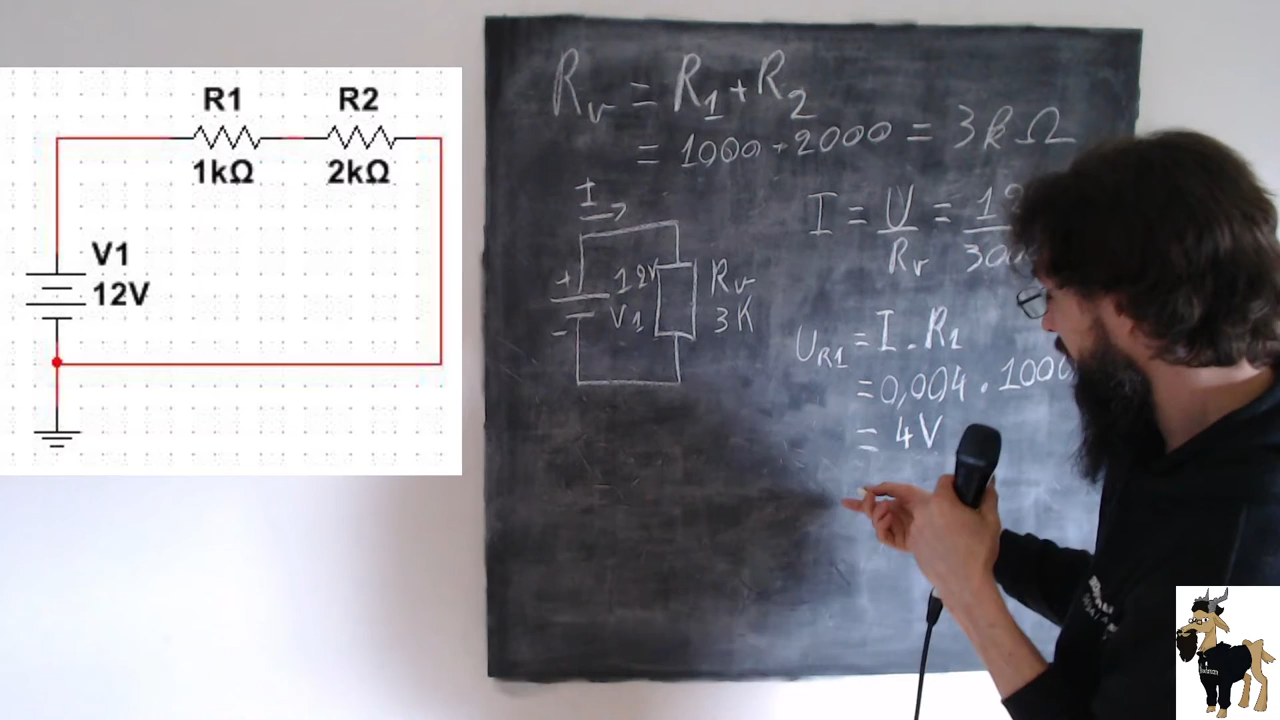 R1 R2
1kΩ 2kΩ
V1
12V
Rv = R1 + R2
= 1000 + 2000 = 3kΩ
I
+ 12V Rv
- V1 3K
I = U/Rv =
UR1 = I . R1
= 0,004 . 1000
= 4V